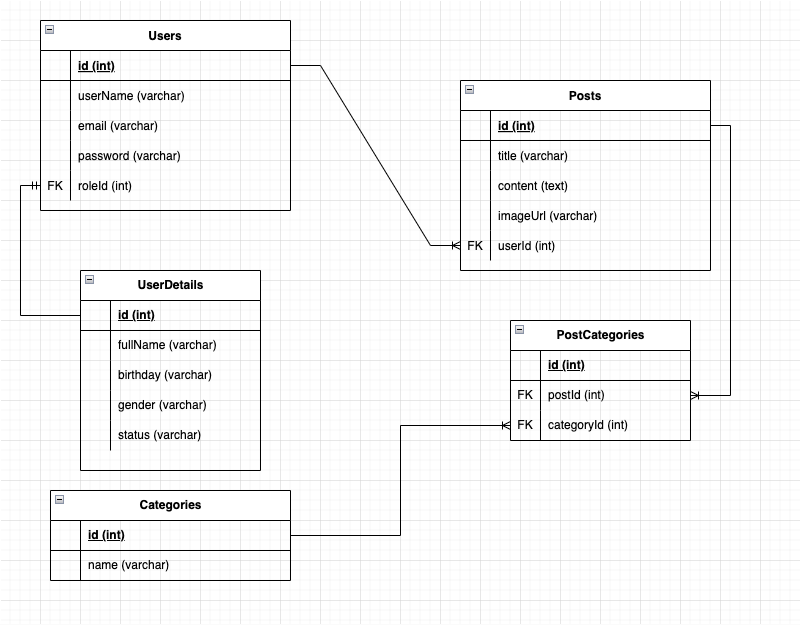 Users
id (int)
userName (varchar)
email (varchar)
password (varchar)
FK roleId (int)
Posts
id (int)
title (varchar)
content (text)
imageUrl (varchar)
FK userId (int)
UserDetails
id (int)
fullName (varchar)
birthday (varchar)
gender (varchar)
status (varchar)
PostCategories
id (int)
FK postId (int)
FK categoryId (int)
Categories
id (int)
name (varchar)